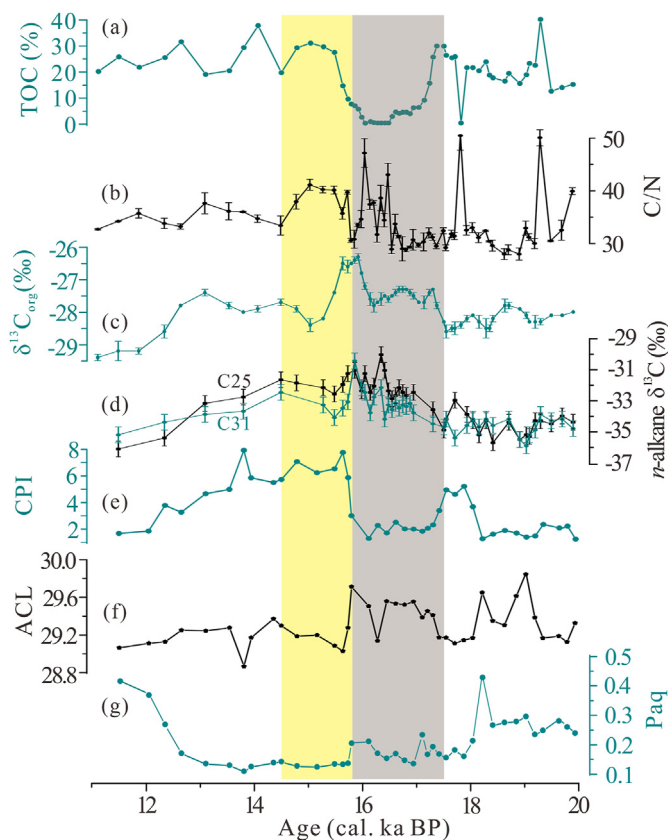 40
30
20
10
0
TOC (%)
(a)
50
40
30
C/N
(b)
-26
-27
-28
-29
δ¹³C_org (‰)
(c)
-29
-31
-33
-35
-37
n-alkane δ¹³C (‰)
(d)
C25
C31
8
6
4
2
CPI
(e)
30.0
29.6
29.2
28.8
ACL
(f)
0.5
0.4
0.3
0.2
0.1
Paq
(g)
12 14 16 18 20
Age (cal. ka BP)